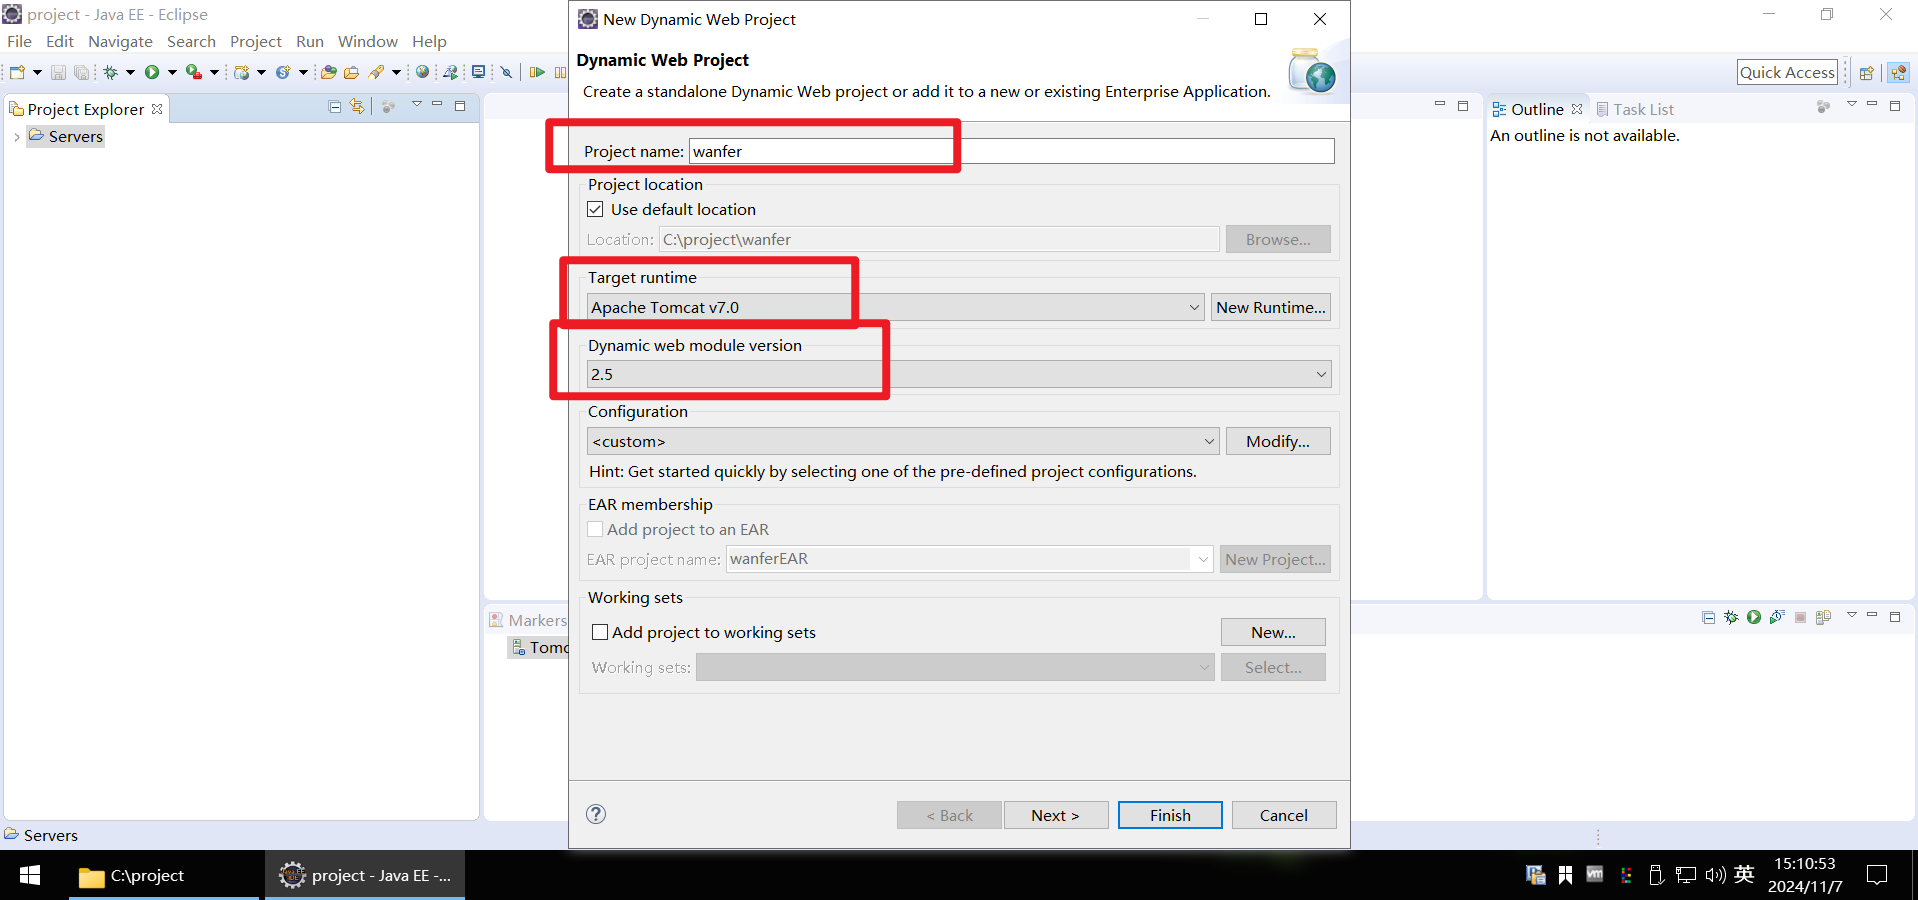 project - Java EE - Eclipse
File Edit Navigate Search Project Run Window Help
Quick Access
Project Explorer
Servers
New Dynamic Web Project
Dynamic Web Project
Create a standalone Dynamic Web project or add it to a new or existing Enterprise Application.
Project name: wanfer
Project location
Use default location
Location: C:\project\wanfer Browse...
Target runtime
Apache Tomcat v7.0 New Runtime...
Dynamic web module version
2.5
Configuration
<custom> Modify...
Hint: Get started quickly by selecting one of the pre-defined project configurations.
EAR membership
Add project to an EAR
EAR project name: wanferEAR New Project...
Working sets
Add project to working sets New...
Working sets: Select...
< Back Next > Finish Cancel
Outline Task List
An outline is not available.
Markers
Tomc
Servers
C:\project
project - Java EE -...
vm
英
15:10:53
2024/11/7